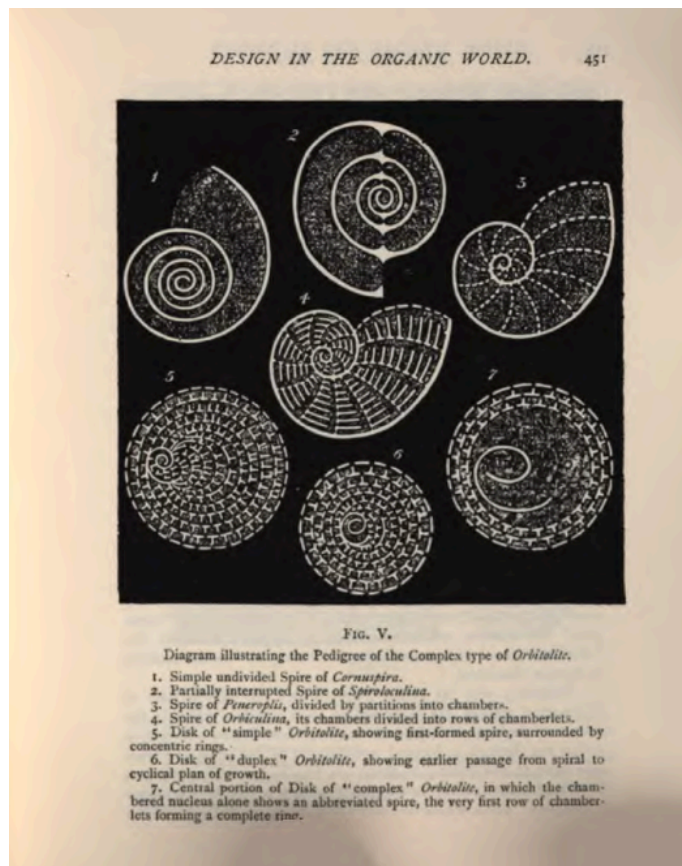 DESIGN IN THE ORGANIC WORLD. 451
1
2
3
4
5
6
7
FIG. V.
Diagram illustrating the Pedigree of the Complex type of Orbitolite.
1. Simple undivided Spire of Cornuspira.
2. Partially interrupted Spire of Spiroloculina.
3. Spire of Peneroplis, divided by partitions into chambers.
4. Spire of Orbiculina, its chambers divided into rows of chamberlets.
5. Disk of "simple" Orbitolite, showing first-formed spire, surrounded by
concentric rings.
6. Disk of "duplex" Orbitolite, showing earlier passage from spiral to
cyclical plan of growth.
7. Central portion of Disk of "complex" Orbitolite, in which the cham-
bered nucleus alone shows an abbreviated spire, the very first row of chamber-
lets forming a complete ring.